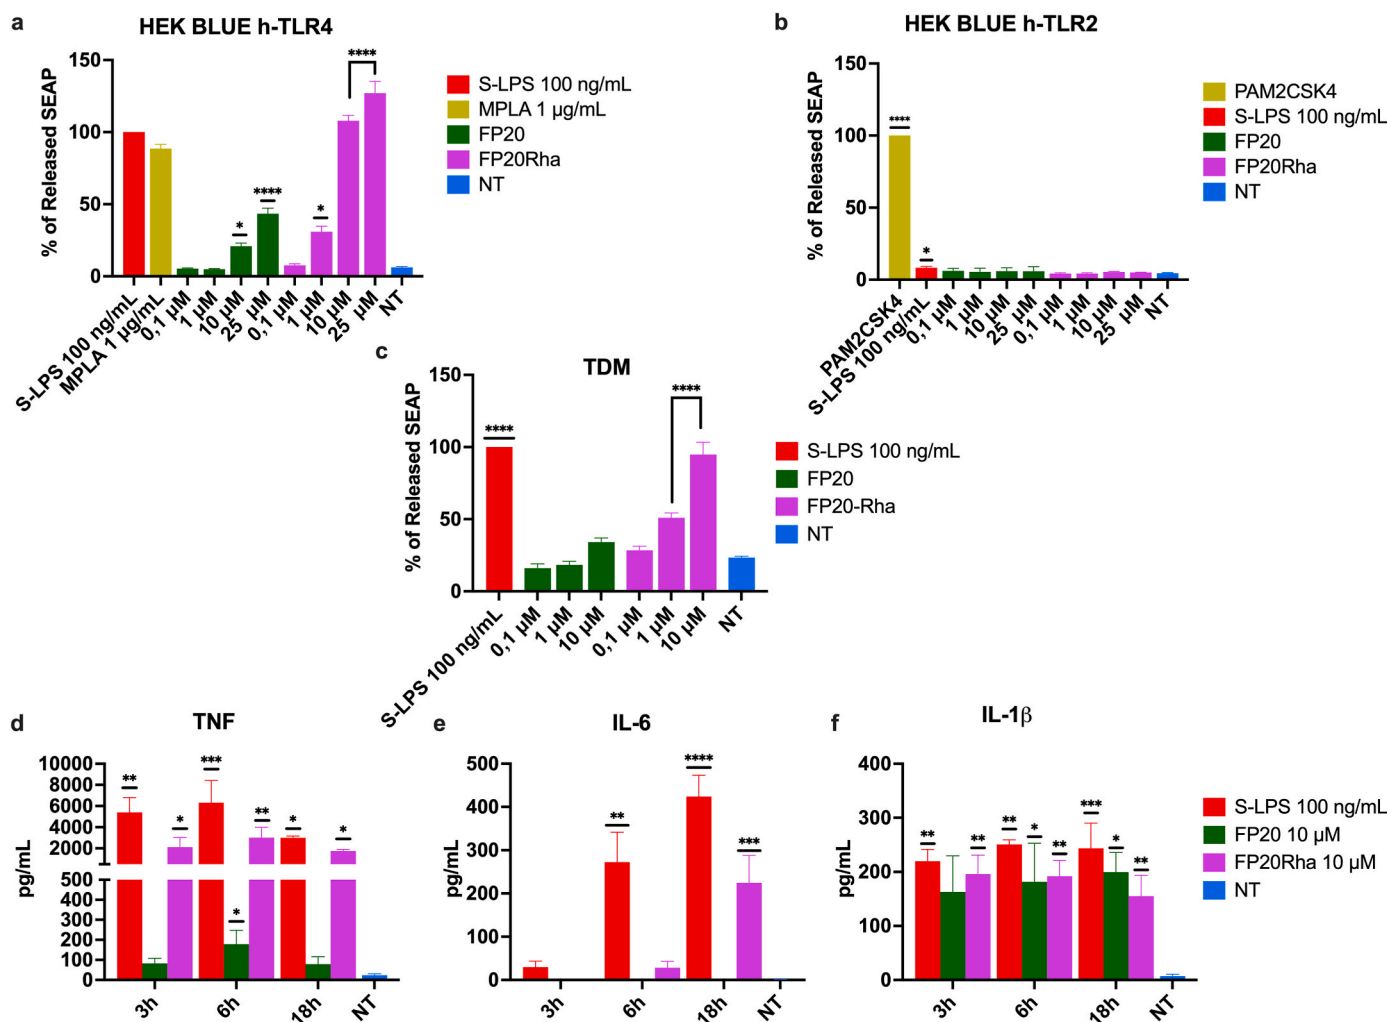 a
HEK BLUE h-TLR4
% of Released SEAP
150
100
50
0
*
****
*
****
S-LPS 100 ng/mL
MPLA 1 µg/mL
0,1 µM
1 µM
10 µM
25 µM
0,1 µM
1 µM
10 µM
25 µM
NT
S-LPS 100 ng/mL
MPLA 1 µg/mL
FP20
FP20Rha
NT
b
HEK BLUE h-TLR2
% of Released SEAP
150
100
50
0
****
*
PAM2CSK4
S-LPS 100 ng/mL
0,1 µM
1 µM
10 µM
25 µM
0,1 µM
1 µM
10 µM
25 µM
NT
PAM2CSK4
S-LPS 100 ng/mL
FP20
FP20Rha
NT
c
TDM
% of Released SEAP
150
100
50
0
****
****
S-LPS 100 ng/mL
0,1 µM
1 µM
10 µM
0,1 µM
1 µM
10 µM
NT
S-LPS 100 ng/mL
FP20
FP20-Rha
NT
d
TNF
pg/mL
10000
8000
6000
4000
2000
500
400
300
200
100
0
**
*
***
*
**
*
*
3h
6h
18h
NT
e
IL-6
pg/mL
500
400
300
200
100
0
**
****
***
3h
6h
18h
NT
f
IL-1β
pg/mL
400
300
200
100
0
**
**
**
*
**
***
*
**
3h
6h
18h
NT
S-LPS 100 ng/mL
FP20 10 µM
FP20Rha 10 µM
NT